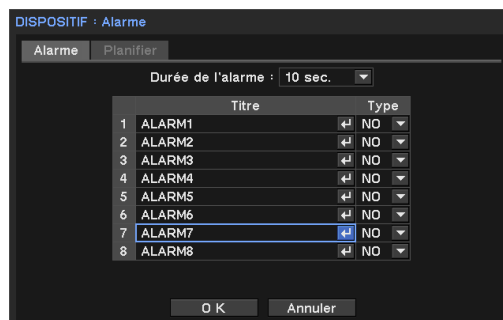 DISPOSITIF : Alarme
Alarme Planifier
Durée de l'alarme : 10 sec.
Titre Type
1 ALARM1 NO
2 ALARM2 NO
3 ALARM3 NO
4 ALARM4 NO
5 ALARM5 NO
6 ALARM6 NO
7 ALARM7 NO
8 ALARM8 NO
OK Annuler